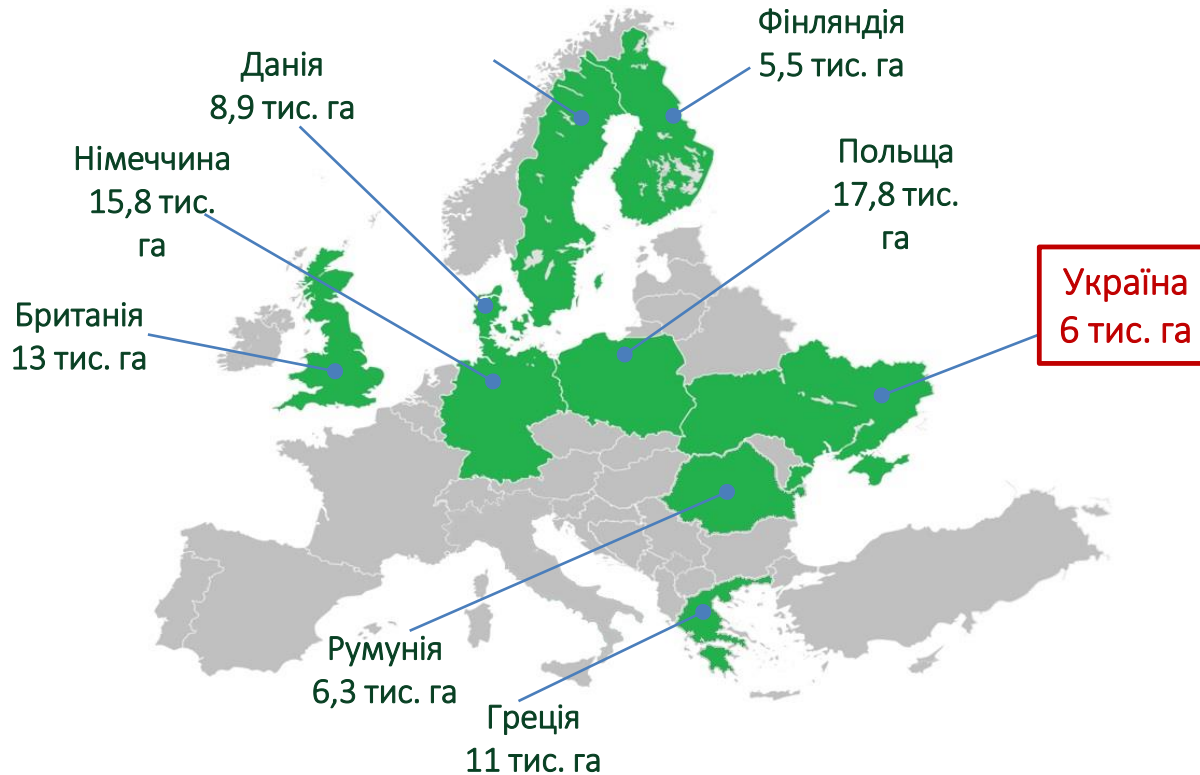 Фінляндія
5,5 тис. га
Данія
8,9 тис. га
Німеччина
15,8 тис.
га
Польща
17,8 тис.
га
Україна
6 тис. га
Британія
13 тис. га
Румунія
6,3 тис. га
Греція
11 тис. га